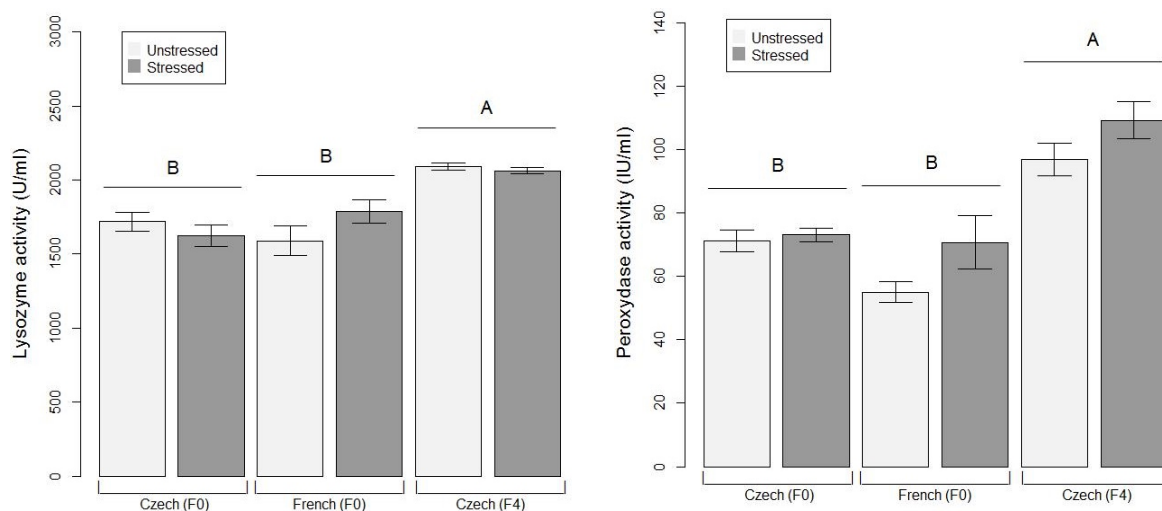 Lysozyme activity (U/ml)
3000
2500
2000
1500
1000
500
0
Unstressed
Stressed
B
B
A
Czech (F0)
French (F0)
Czech (F4)
Peroxydase activity (IU/ml)
140
120
100
80
60
40
20
0
Unstressed
Stressed
B
B
A
Czech (F0)
French (F0)
Czech (F4)